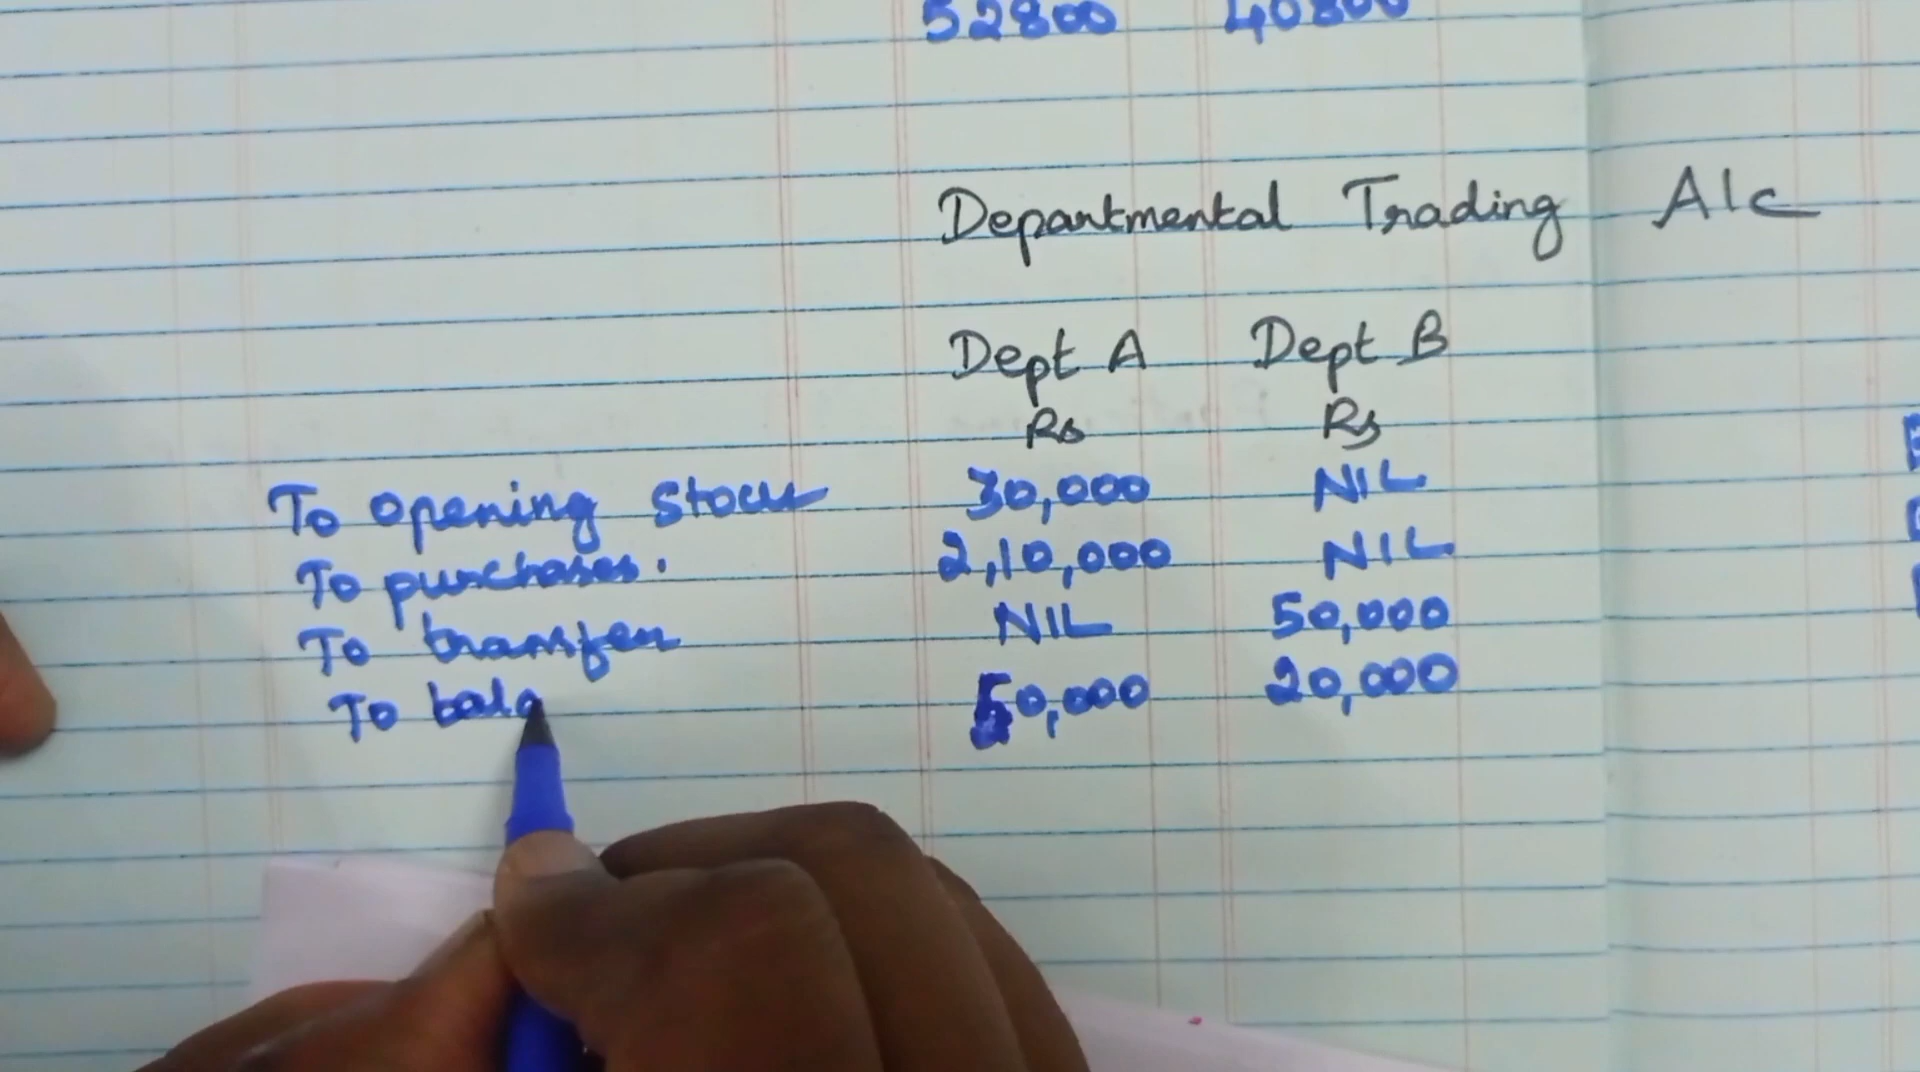 52800 40800
Departmental Trading A/c
Dept A Dept B
Rs Rs
To opening Stock 30,000 NIL
To purchases. 2,10,000 NIL
To transfer NIL 50,000
To bala 50,000 20,000